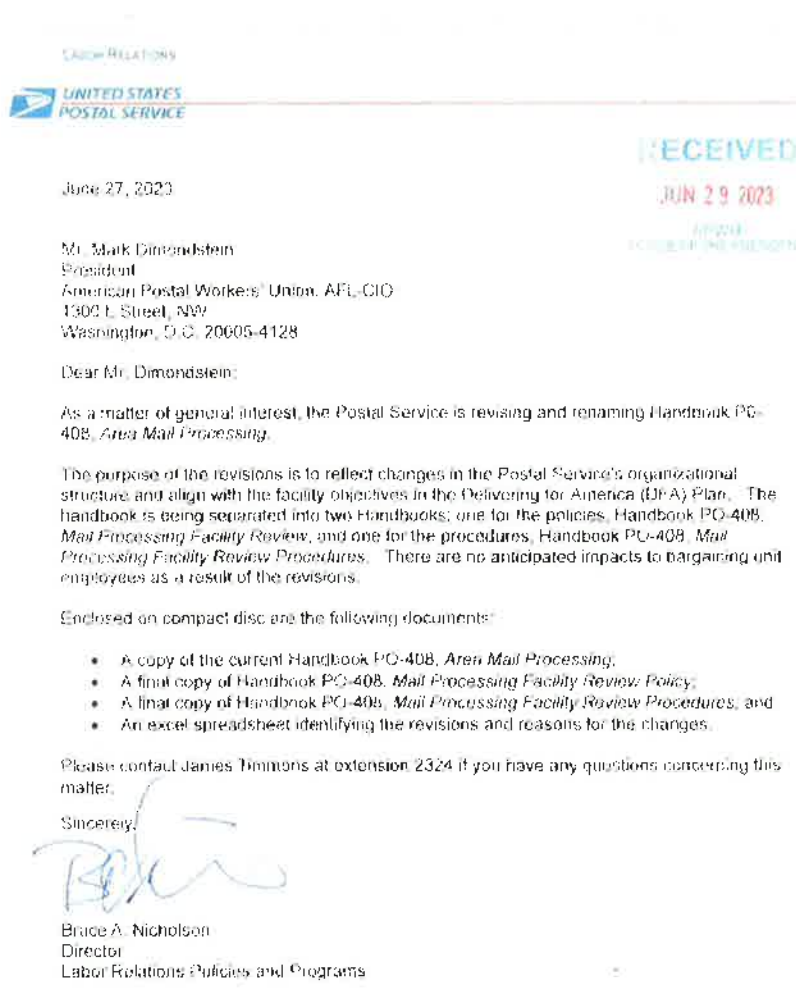 LABOR RELATIONS
UNITED STATES
POSTAL SERVICE
RECEIVED
JUN 29 2023
June 27, 2023
Mr. Mark Dimondstein
President
American Postal Workers' Union, AFL-CIO
1300 L Street, NW
Washington, D.C. 20005-4128
Dear Mr. Dimondstein:
As a matter of general interest, the Postal Service is revising and renaming Handbook PO-
408, Area Mail Processing.
The purpose of the revisions is to reflect changes in the Postal Service's organizational
structure and align with the facility objectives in the Delivering for America (DFA) Plan. The
handbook is being separated into two Handbooks; one for the policies, Handbook PO-408,
Mail Processing Facility Review, and one for the procedures, Handbook PO-408, Mail
Processing Facility Review Procedures. There are no anticipated impacts to bargaining unit
employees as a result of the revisions.
Enclosed on compact disc are the following documents:
• A copy of the current Handbook PO-408, Area Mail Processing;
• A final copy of Handbook PO-408, Mail Processing Facility Review Policy;
• A final copy of Handbook PO-408, Mail Processing Facility Review Procedures; and
• An excel spreadsheet identifying the revisions and reasons for the changes.
Please contact James Timmons at extension 2324 if you have any questions concerning this
matter.
Sincerely,
Bruce A. Nicholson
Director
Labor Relations Policies and Programs